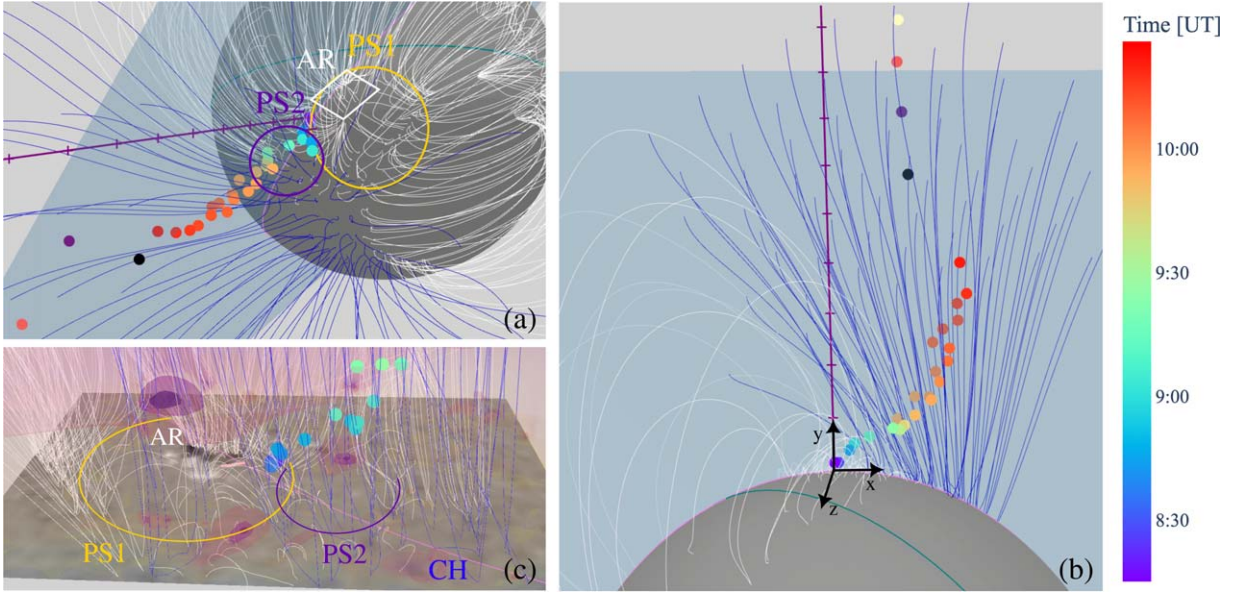 PS1
AR
PS2
(a)
AR
PS1
PS2
CH
(c)
y
x
z
(b)
Time [UT]
10:00
9:30
9:00
8:30